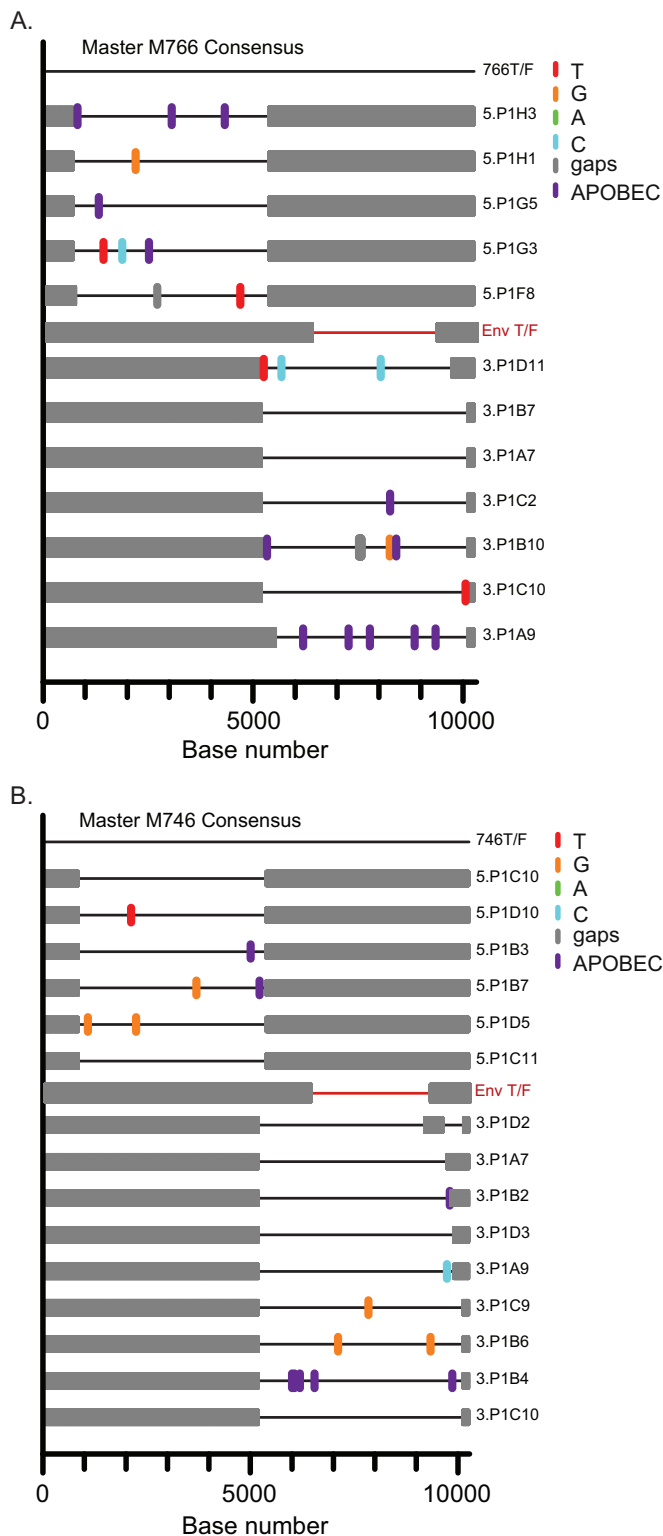 A.
Master M766 Consensus
766T/F
5.P1H3
5.P1H1
5.P1G5
5.P1G3
5.P1F8
Env T/F
3.P1D11
3.P1B7
3.P1A7
3.P1C2
3.P1B10
3.P1C10
3.P1A9
T
G
A
C
gaps
APOBEC
0
5000
10000
Base number
B.
Master M746 Consensus
746T/F
5.P1C10
5.P1D10
5.P1B3
5.P1B7
5.P1D5
5.P1C11
Env T/F
3.P1D2
3.P1A7
3.P1B2
3.P1D3
3.P1A9
3.P1C9
3.P1B6
3.P1B4
3.P1C10
T
G
A
C
gaps
APOBEC
0
5000
10000
Base number